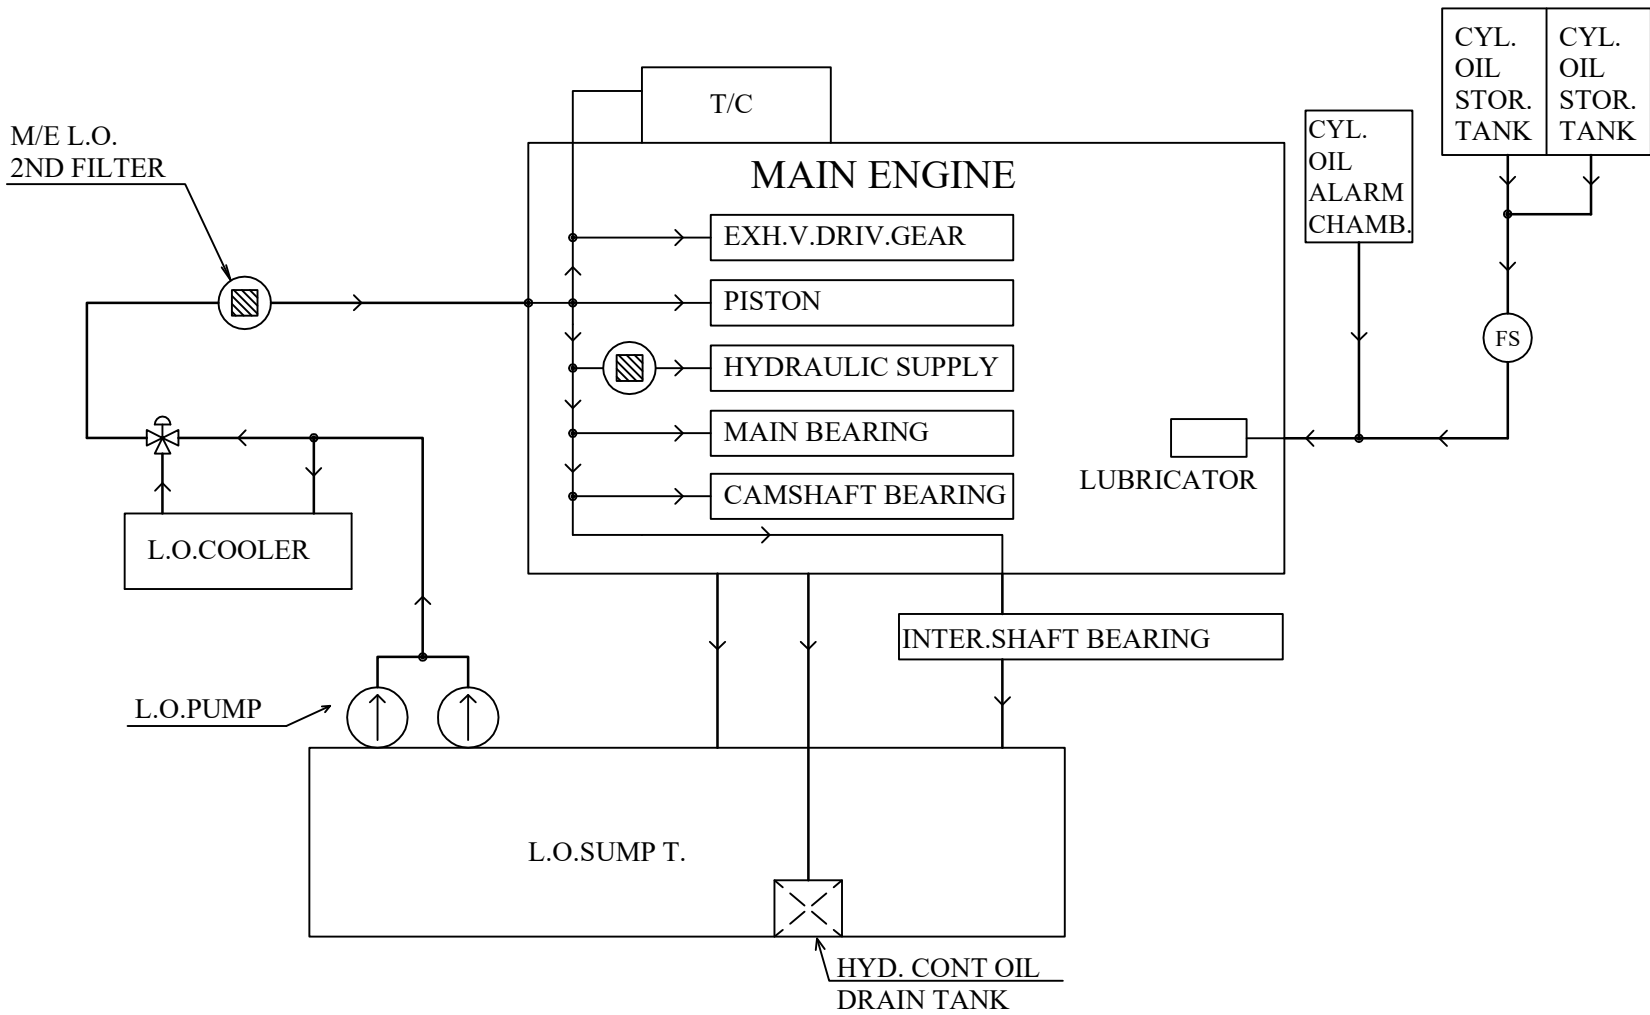 CYL.
OIL
STOR.
TANK
CYL.
OIL
STOR.
TANK
T/C
M/E L.O.
2ND FILTER
CYL.
OIL
ALARM
CHAMB.
MAIN ENGINE
EXH.V.DRIV.GEAR
PISTON
HYDRAULIC SUPPLY
FS
MAIN BEARING
LUBRICATOR
CAMSHAFT BEARING
L.O.COOLER
INTER.SHAFT BEARING
L.O.PUMP
L.O.SUMP T.
HYD. CONT OIL
DRAIN TANK